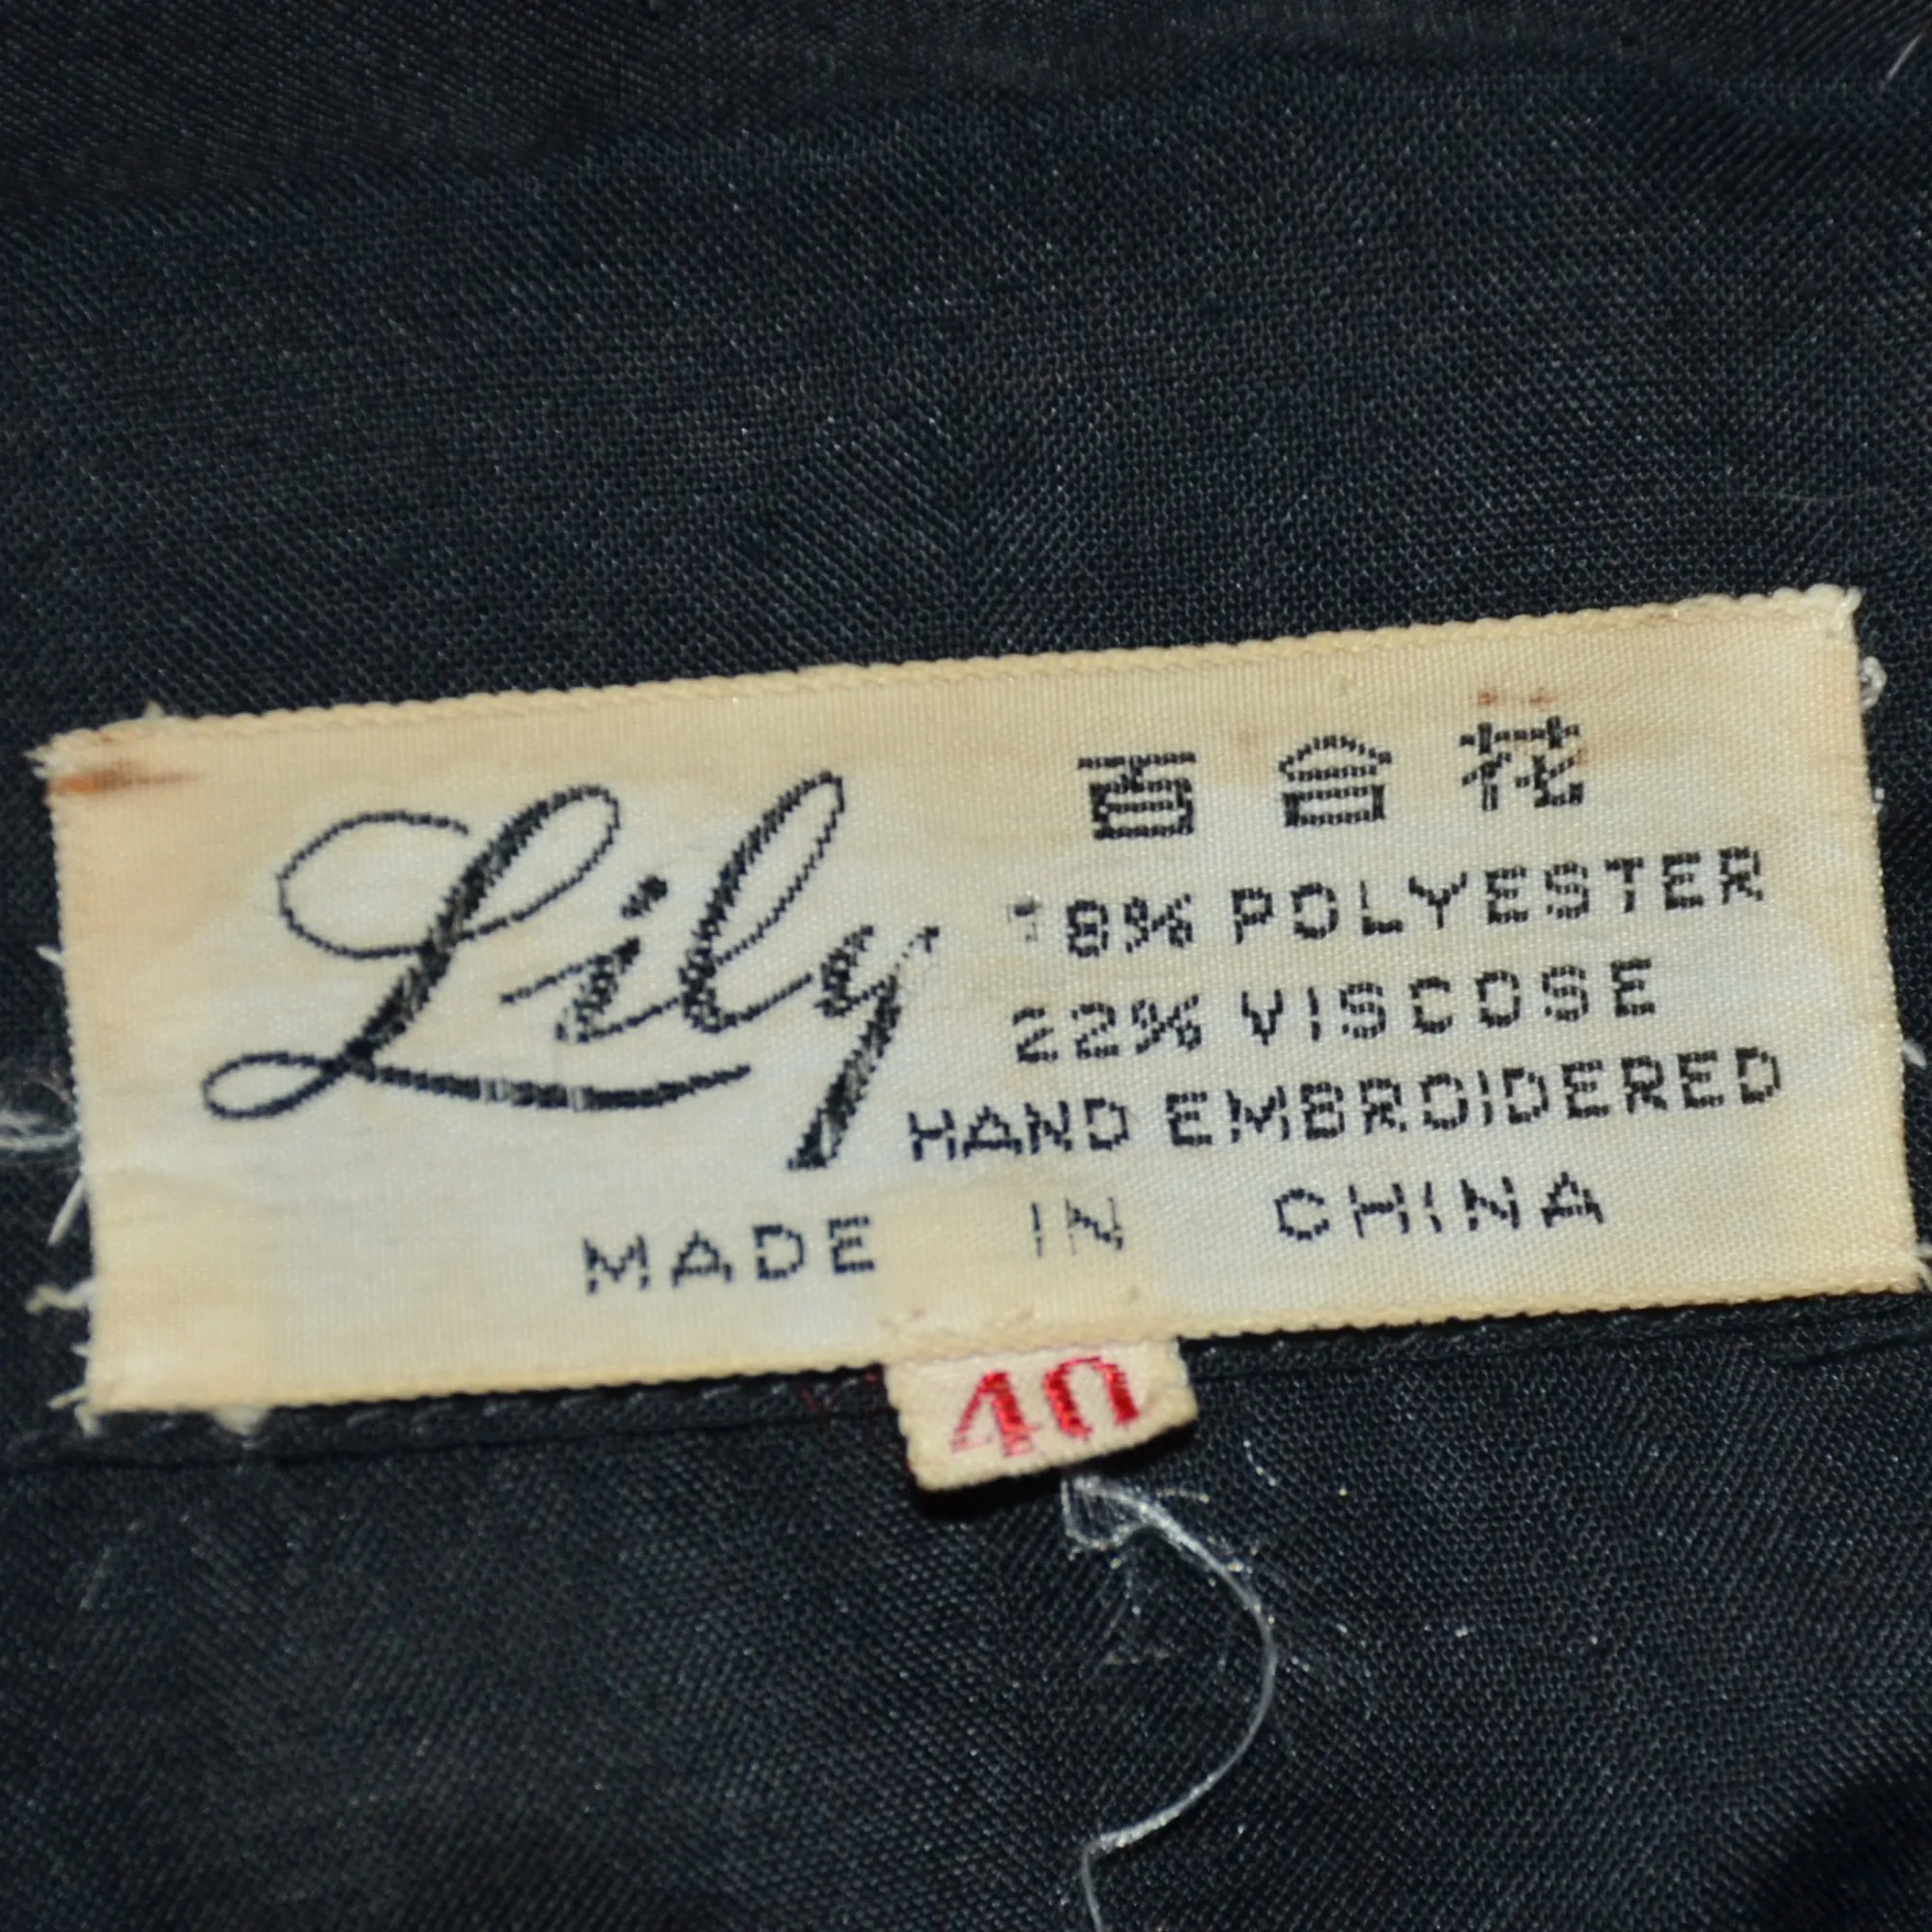 Lily
百合花
78% POLYESTER
22% VISCOSE
HAND EMBROIDERED
MADE IN CHINA
40